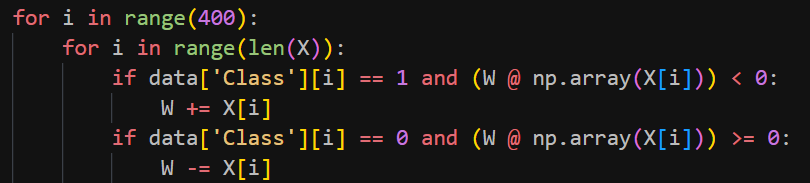 for i in range(400):
    for i in range(len(X)):
        if data['Class'][i] == 1 and (W @ np.array(X[i])) < 0:
            W += X[i]
        if data['Class'][i] == 0 and (W @ np.array(X[i])) >= 0:
            W -= X[i]